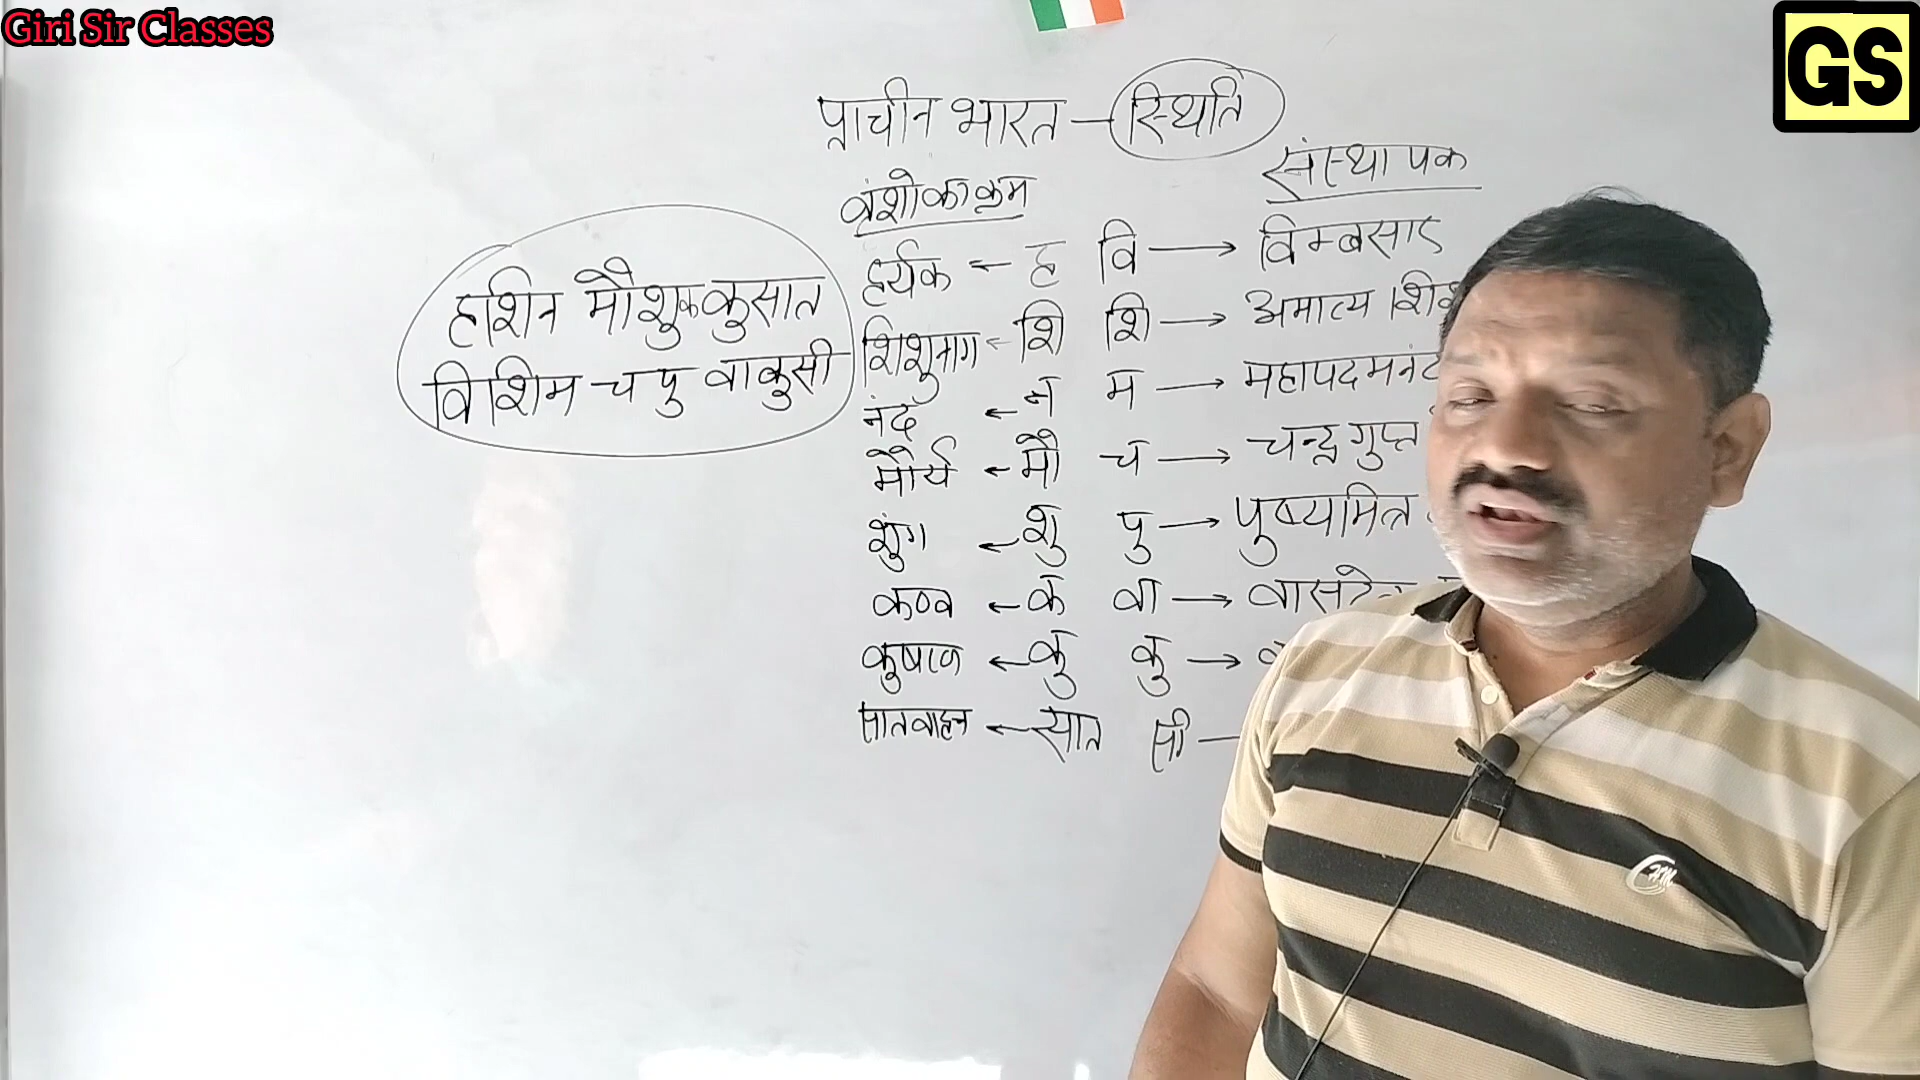 Giri Sir Classes
GS
प्राचीन भारत – स्थिति
वंशो का क्रम
संस्थापक
हशिन मौशुककुसात
विशिम चपु वाकुसी
हर्यक ← ह वि → विम्बसार
शिशुनाग ← शि शि → अमात्य शिशु
नंद ← न म → महापदमनंद
मौर्य ← मौ च → चन्द्रगुप्त
शुंग ← शु पु → पुष्यमित्र
कण्व ← क वा → वासदेव
कुषाण ← कु कु →
सातवाहन ← सात सी –